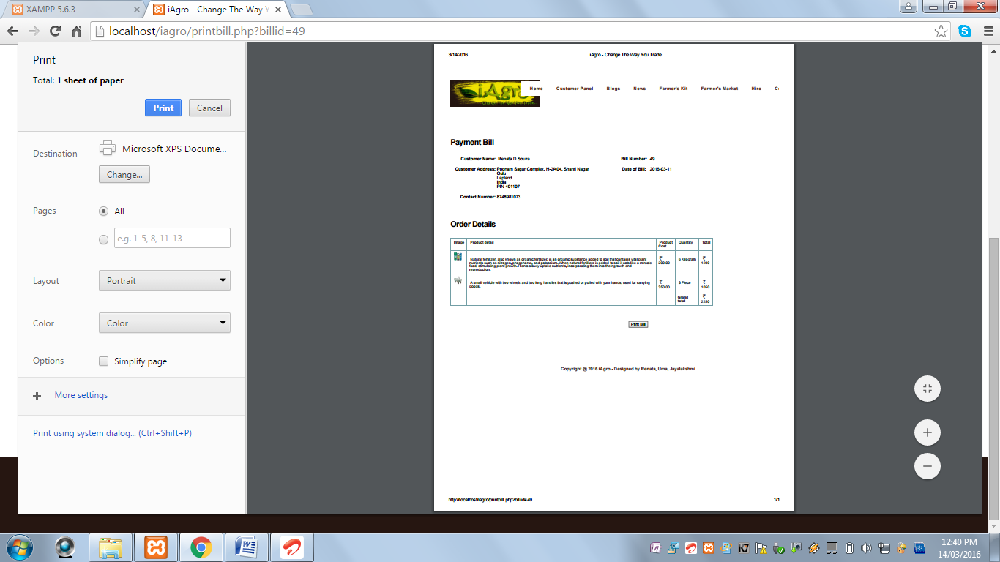 XAMPP 5.6.3
iAgro - Change The Way Y
localhost/iagro/printbill.php?billid=49
Print
Total: 1 sheet of paper
Print
Cancel
Destination
Microsoft XPS Docume...
Change...
Pages
All
e.g. 1-5, 8, 11-13
Layout
Portrait
Color
Color
Options
Simplify page
More settings
Print using system dialog... (Ctrl+Shift+P)
3/14/2016
iAgro - Change The Way You Trade
iAgro
Home
Customer Panel
Blogs
News
Farmer's Kit
Farmer's Market
Hire
Payment Bill
Customer Name: Renata D Souza
Bill Number: 49
Customer Address: Poonam Sagar Complex, H-2/404, Shanti Nagar
Date of Bill: 2016-03-11
Oulu
Lapland
India
PIN 401107
Contact Number: 8748981073
Order Details
Image
Product detail
Product
Cost
Quantity
Total
Natural fertilizer, also known as organic fertilizer, is an organic substance added to soil that contains vital plant
nutrients such as nitrogen, phosphorus, and potassium. When natural fertilizer is added to soil it acts like a miracle
food, stimulating plant growth. Plants slowly uptake nutrients, incorporating them into their growth and
reproduction.
₹
200.00
6 Kilogram
₹
1200
A small vehicle with two wheels and two long handles that is pushed or pulled with your hands, used for carrying
goods.
₹
350.00
3 Piece
₹
1050
Grand
total
₹
2250
Print Bill
Copyright @ 2016 iAgro - Designed by Renata, Uma, Jayalakshmi
http://localhost/iagro/printbill.php?billid=49
1/1
12:40 PM
14/03/2016